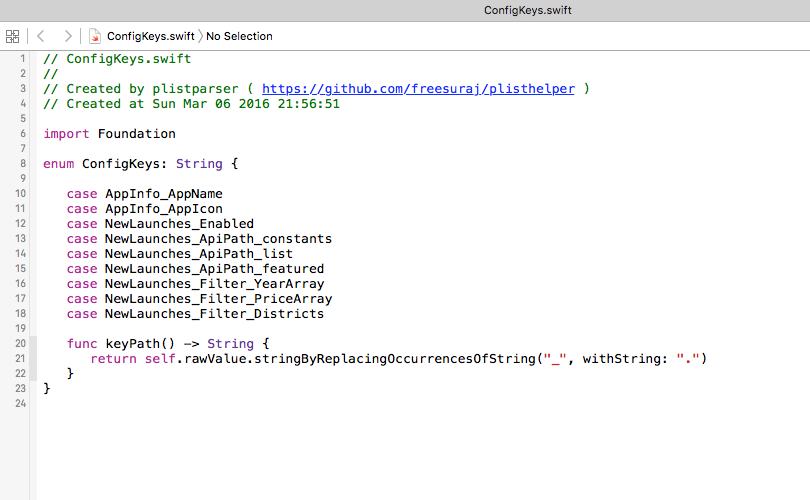 ConfigKeys.swift
ConfigKeys.swift No Selection
1 // ConfigKeys.swift
2 //
3 // Created by plistparser ( https://github.com/freesuraj/plisthelper )
4 // Created at Sun Mar 06 2016 21:56:51
5
6 import Foundation
7
8 enum ConfigKeys: String {
9
10 case AppInfo_AppName
11 case AppInfo_AppIcon
12 case NewLaunches_Enabled
13 case NewLaunches_ApiPath_constants
14 case NewLaunches_ApiPath_list
15 case NewLaunches_ApiPath_featured
16 case NewLaunches_Filter_YearArray
17 case NewLaunches_Filter_PriceArray
18 case NewLaunches_Filter_Districts
19
20 func keyPath() -> String {
21 return self.rawValue.stringByReplacingOccurrencesOfString("_", withString: ".")
22 }
23 }
24